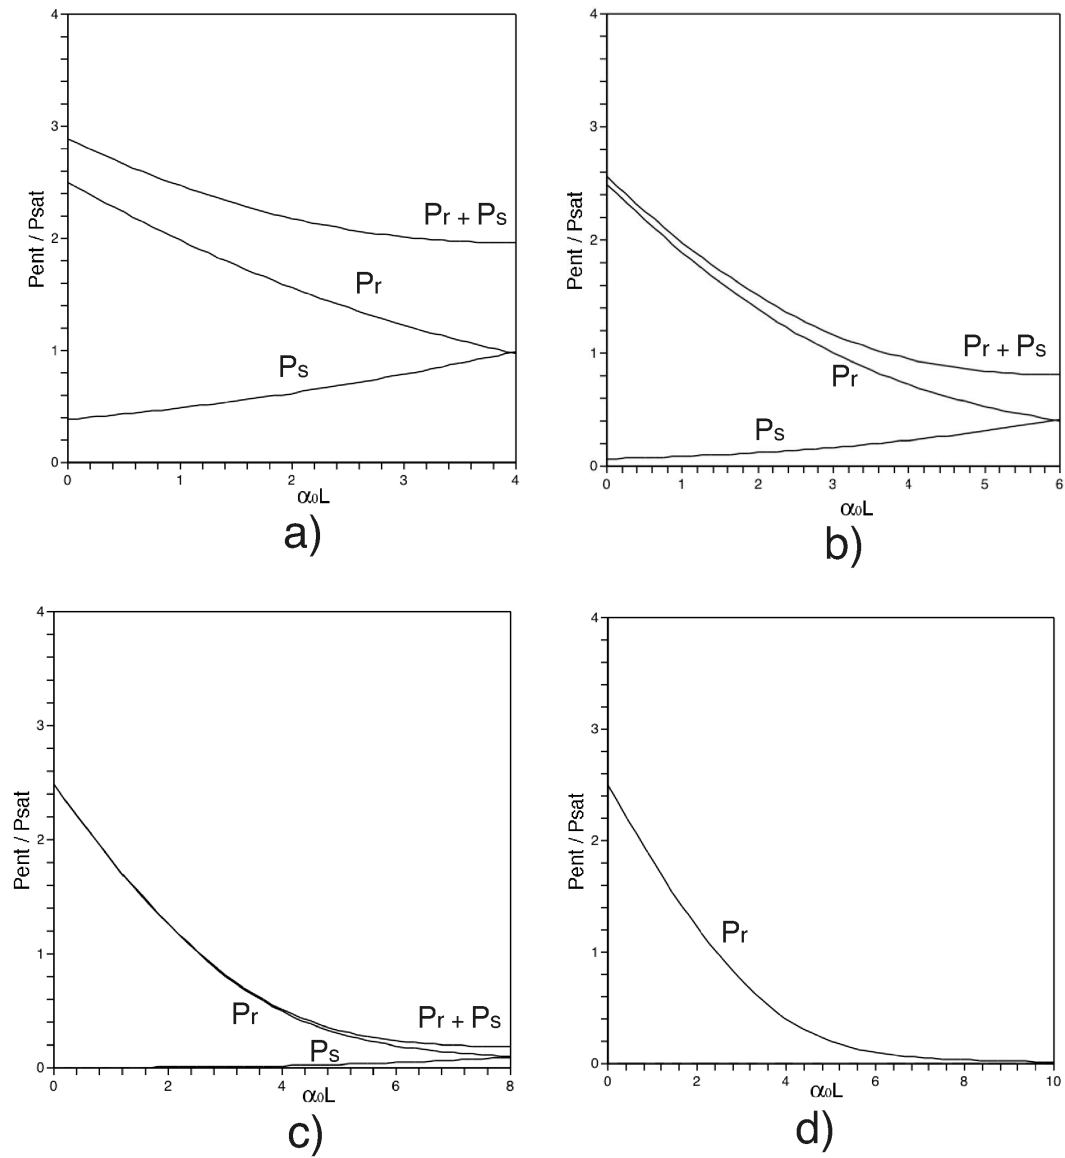 4
3
2
1
0
Pent / Psat
Pr + Ps
Pr
Ps
0 1 2 3 4
α₀L
a)
4
3
2
1
0
Pent / Psat
Pr + Ps
Pr
Ps
0 1 2 3 4 5 6
α₀L
b)
4
3
2
1
0
Pent / Psat
Pr + Ps
Pr
Ps
0 2 4 6 8
α₀L
c)
4
3
2
1
0
Pent / Psat
Pr
0 2 4 6 8 10
α₀L
d)